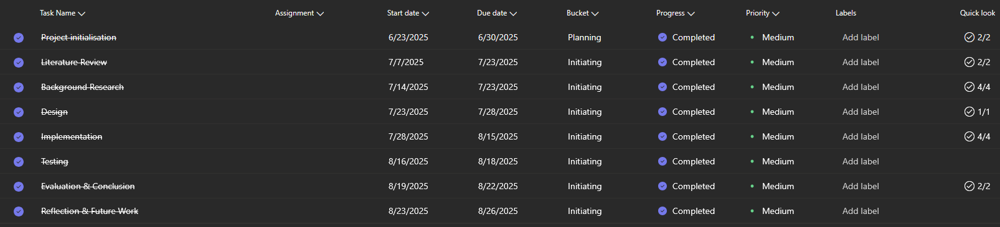 Task Name Assignment Start date Due date Bucket Progress Priority Labels Quick look
Project initialisation 6/23/2025 6/30/2025 Planning Completed Medium Add label 2/2
Literature Review 7/7/2025 7/23/2025 Initiating Completed Medium Add label 2/2
Background Research 7/14/2025 7/23/2025 Initiating Completed Medium Add label 4/4
Design 7/23/2025 7/28/2025 Initiating Completed Medium Add label 1/1
Implementation 7/28/2025 8/15/2025 Initiating Completed Medium Add label 4/4
Testing 8/16/2025 8/18/2025 Initiating Completed Medium Add label
Evaluation & Conclusion 8/19/2025 8/22/2025 Initiating Completed Medium Add label 2/2
Reflection & Future Work 8/23/2025 8/26/2025 Initiating Completed Medium Add label